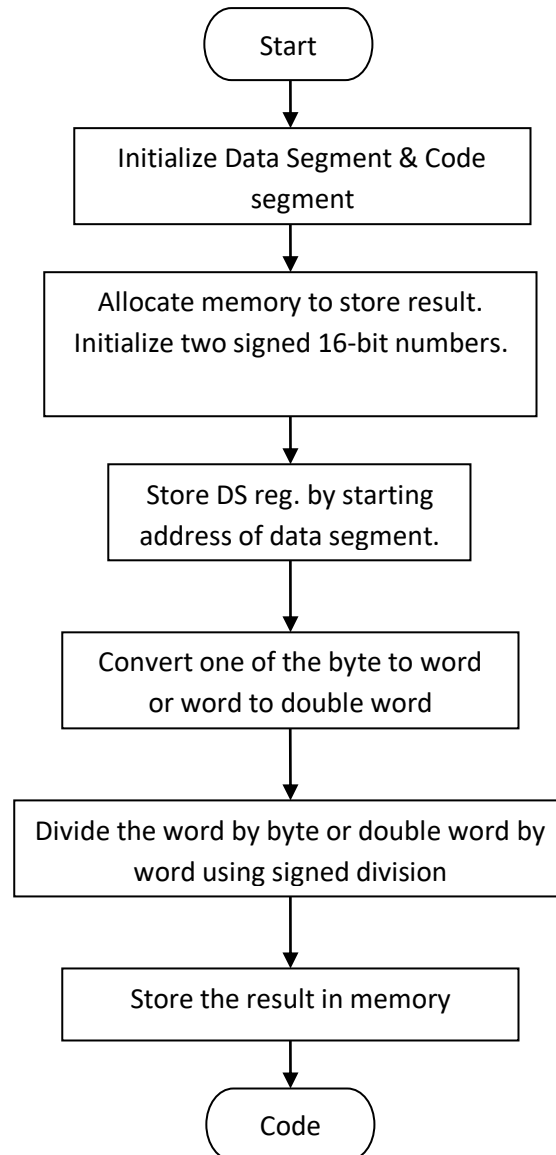 Start
Initialize Data Segment & Code
segment
Allocate memory to store result.
Initialize two signed 16-bit numbers.
Store DS reg. by starting
address of data segment.
Convert one of the byte to word
or word to double word
Divide the word by byte or double word by
word using signed division
Store the result in memory
Code